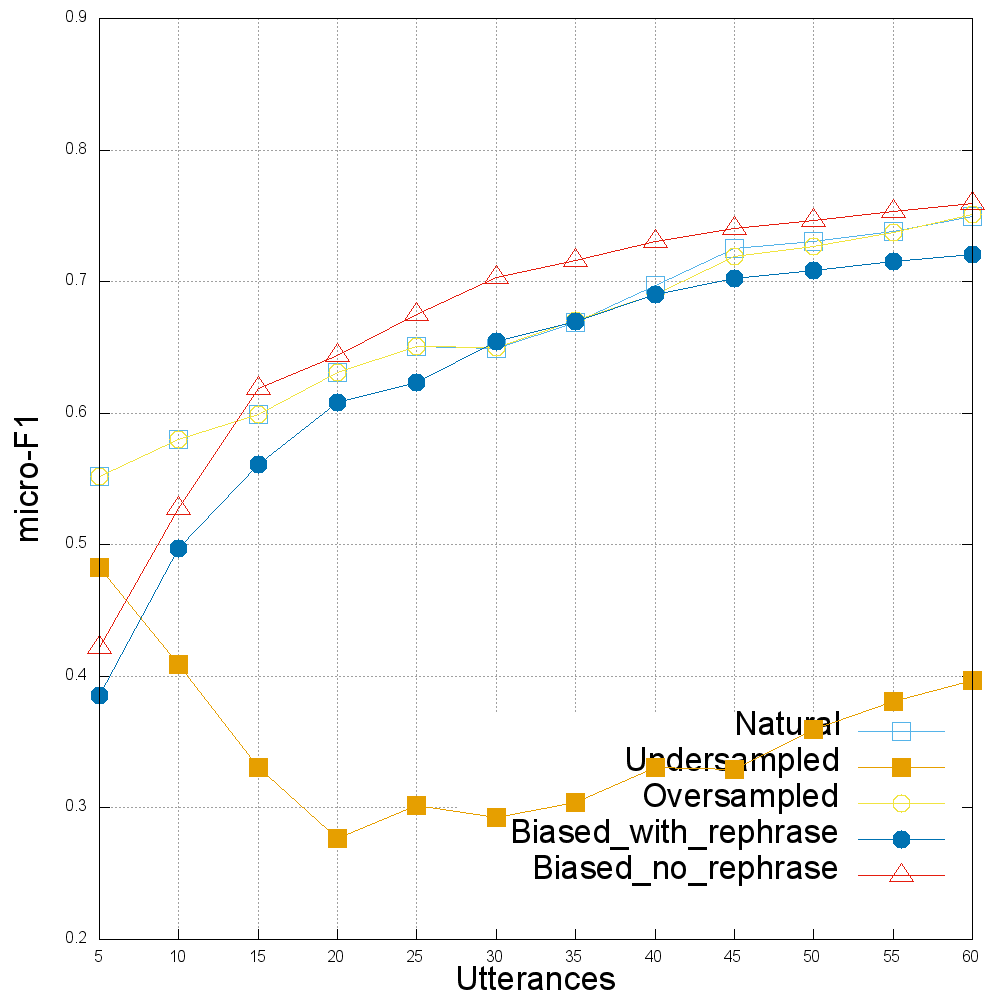 0.9
0.8
0.7
0.6
0.5
0.4
0.3
0.2
micro-F1
Natural
Undersampled
Oversampled
Biased_with_rephrase
Biased_no_rephrase
5 10 15 20 25 30 35 40 45 50 55 60
Utterances